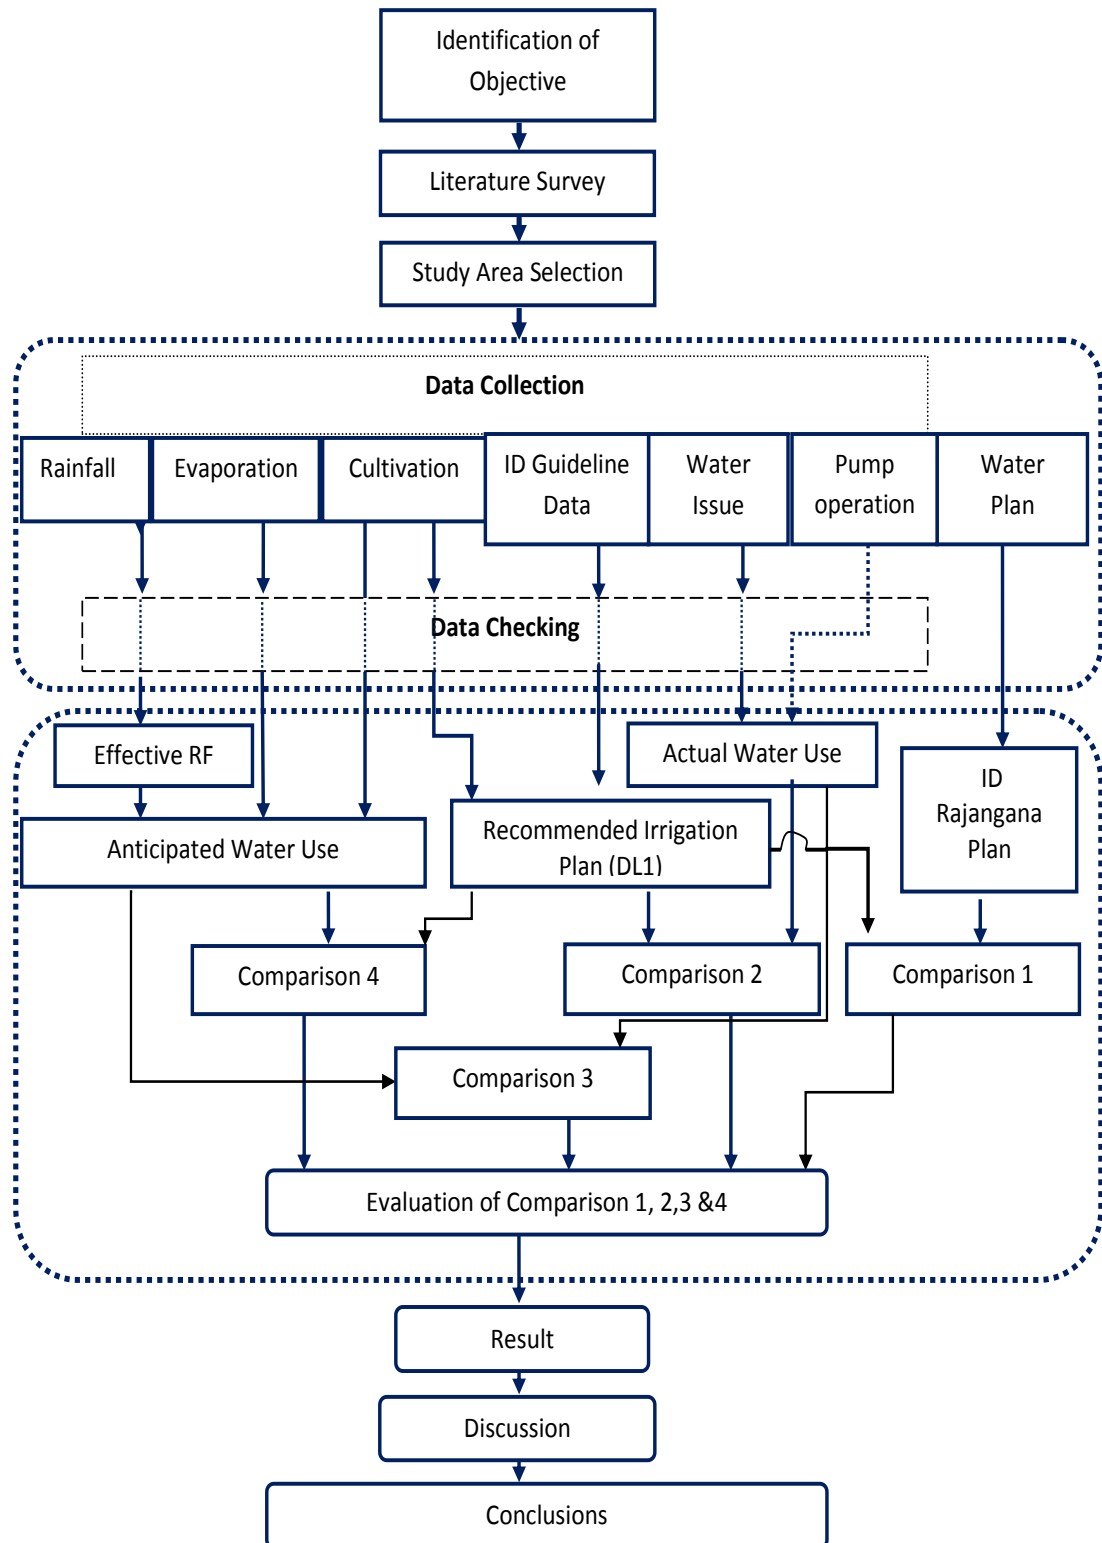 Identification of
Objective
Literature Survey
Study Area Selection
Data Collection
Rainfall
Evaporation
Cultivation
ID Guideline
Data
Water
Issue
Pump
operation
Water
Plan
Data Checking
Effective RF
Actual Water Use
ID
Rajangana
Plan
Anticipated Water Use
Recommended Irrigation
Plan (DL1)
Comparison 4
Comparison 2
Comparison 1
Comparison 3
Evaluation of Comparison 1, 2,3 &4
Result
Discussion
Conclusions